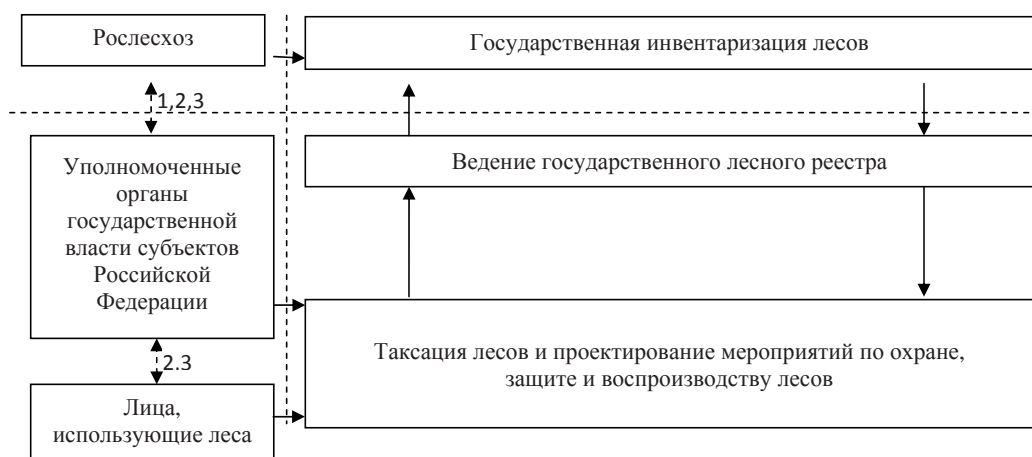 Рослесхоз
Государственная инвентаризация лесов
1,2,3
Уполномоченные
органы
государственной
власти субъектов
Российской
Федерации
Ведение государственного лесного реестра
2.3
Таксация лесов и проектирование мероприятий по охране,
защите и воспроизводству лесов
Лица,
использующие леса